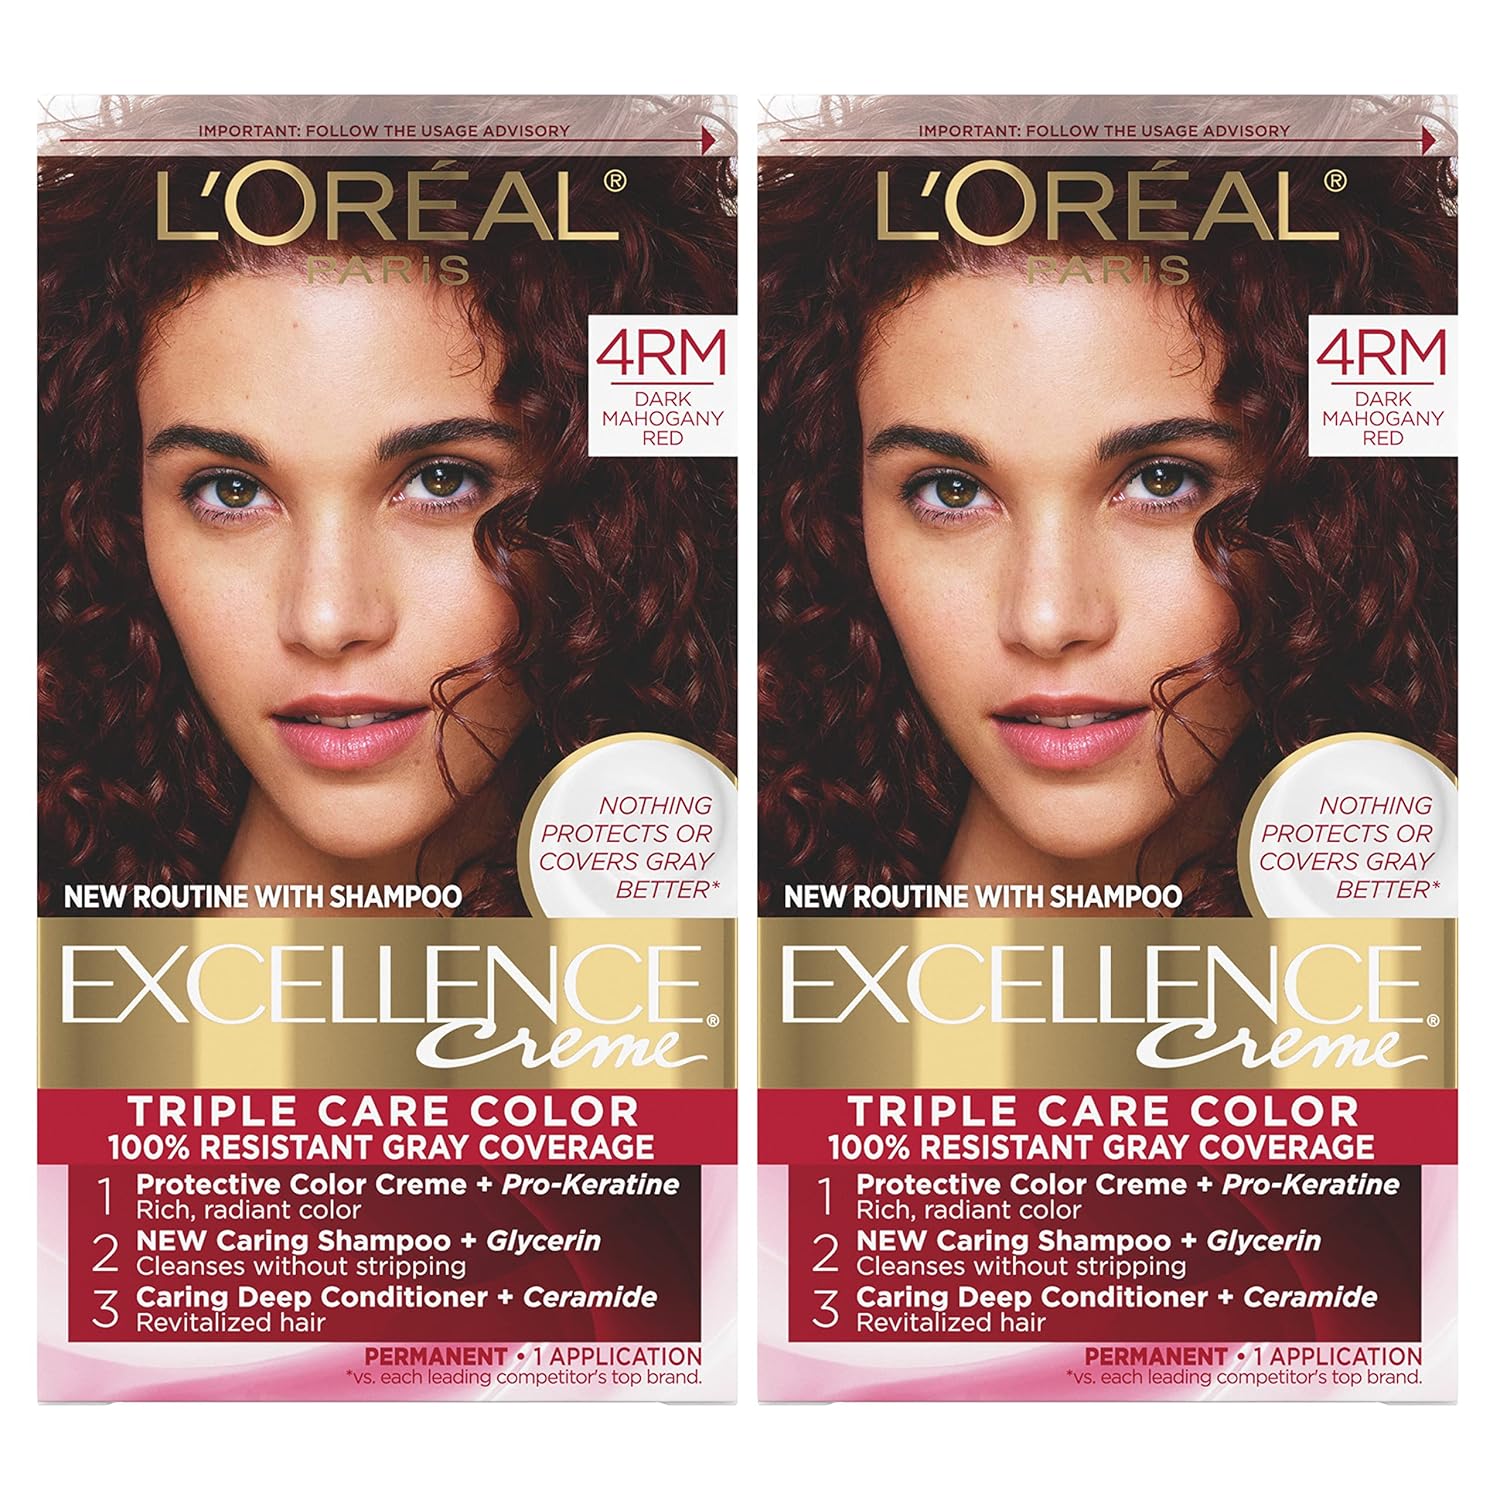 IMPORTANT: FOLLOW THE USAGE ADVISORY
L'ORÉAL®
PARiS
4RM
DARK
MAHOGANY
RED
NOTHING
PROTECTS OR
COVERS GRAY
BETTER*
NEW ROUTINE WITH SHAMPOO
EXCELLENCE®
Creme
TRIPLE CARE COLOR
100% RESISTANT GRAY COVERAGE
1 Protective Color Creme + Pro-Keratine
Rich, radiant color
2 NEW Caring Shampoo + Glycerin
Cleanses without stripping
3 Caring Deep Conditioner + Ceramide
Revitalized hair
PERMANENT • 1 APPLICATION
*vs. each leading competitor's top brand.
IMPORTANT: FOLLOW THE USAGE ADVISORY
L'ORÉAL®
PARiS
4RM
DARK
MAHOGANY
RED
NOTHING
PROTECTS OR
COVERS GRAY
BETTER*
NEW ROUTINE WITH SHAMPOO
EXCELLENCE®
Creme
TRIPLE CARE COLOR
100% RESISTANT GRAY COVERAGE
1 Protective Color Creme + Pro-Keratine
Rich, radiant color
2 NEW Caring Shampoo + Glycerin
Cleanses without stripping
3 Caring Deep Conditioner + Ceramide
Revitalized hair
PERMANENT • 1 APPLICATION
*vs. each leading competitor's top brand.